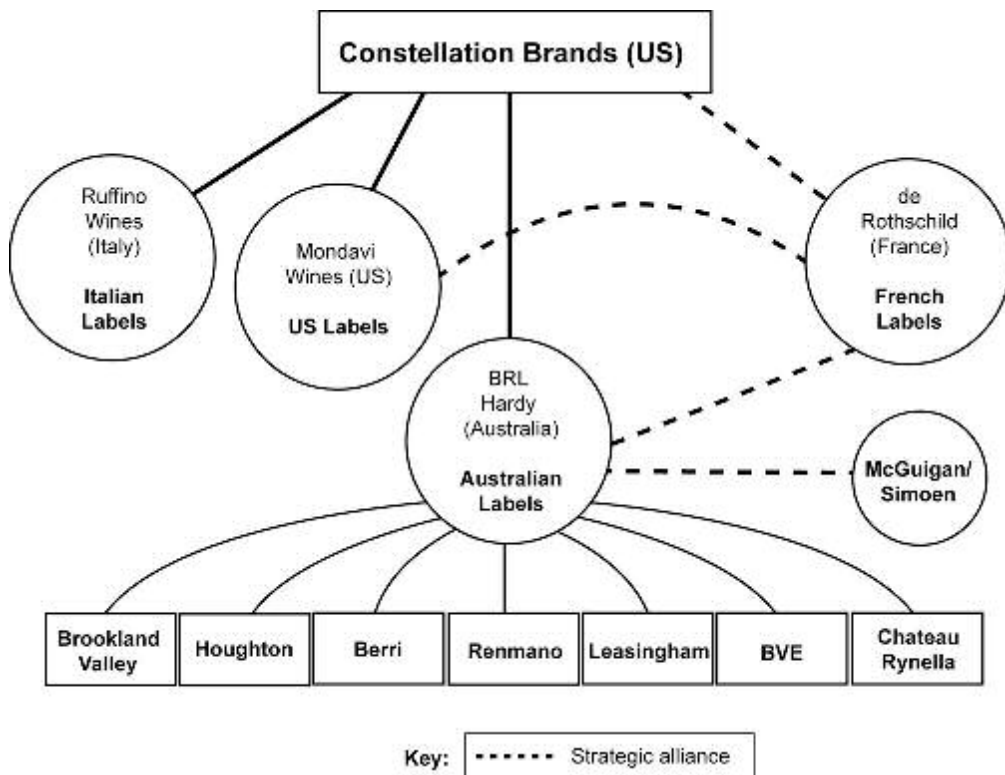 Constellation Brands (US)
Ruffino
Wines
(Italy)
Italian
Labels
Mondavi
Wines (US)
US Labels
de
Rothschild
(France)
French
Labels
BRL
Hardy
(Australia)
Australian
Labels
McGuigan/
Simoen
Brookland
Valley
Houghton
Berri
Renmano
Leasingham
BVE
Chateau
Rynella
Key: Strategic alliance